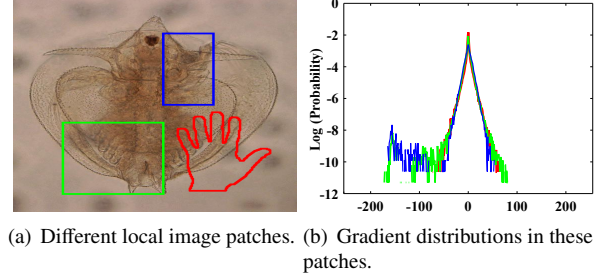 0
-2
-4
-6
-8
-10
-12
Log (Probability)
-200 -100 0 100 200
(a) Different local image patches. (b) Gradient distributions in these
patches.